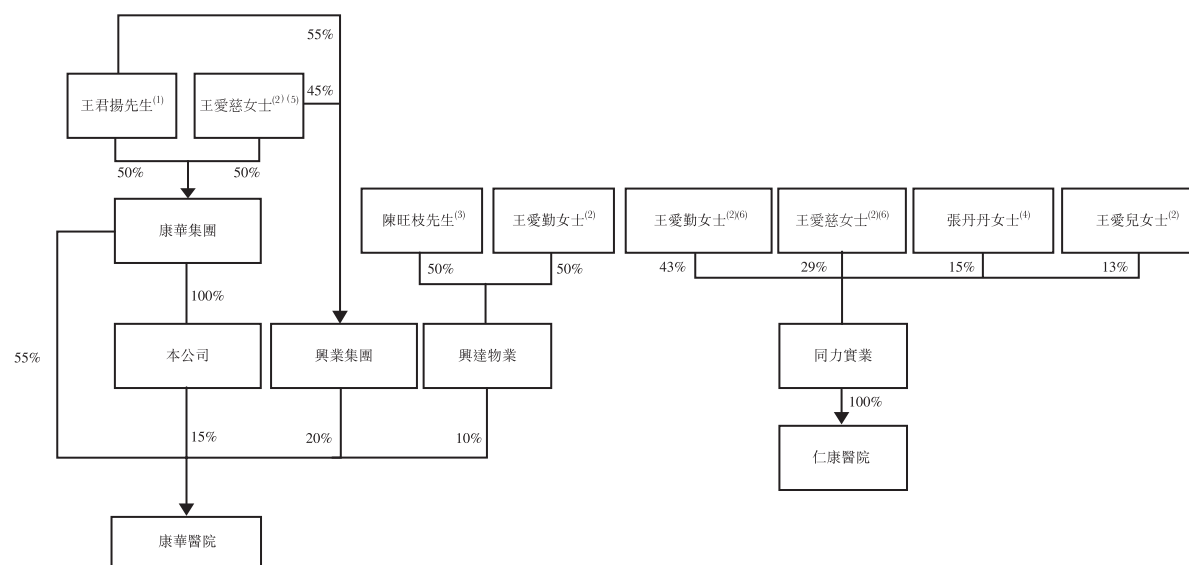 55%
王君揚先生(1)
王愛慈女士(2) (5)
45%
50%
50%
康華集團
陳旺枝先生(3)
王愛勤女士(2)
王愛勤女士(2)(6)
王愛慈女士(2)(6)
張丹丹女士(4)
王愛兒女士(2)
50%
50%
43%
29%
15%
13%
100%
55%
本公司
興業集團
興達物業
同力實業
100%
15%
20%
10%
仁康醫院
康華醫院